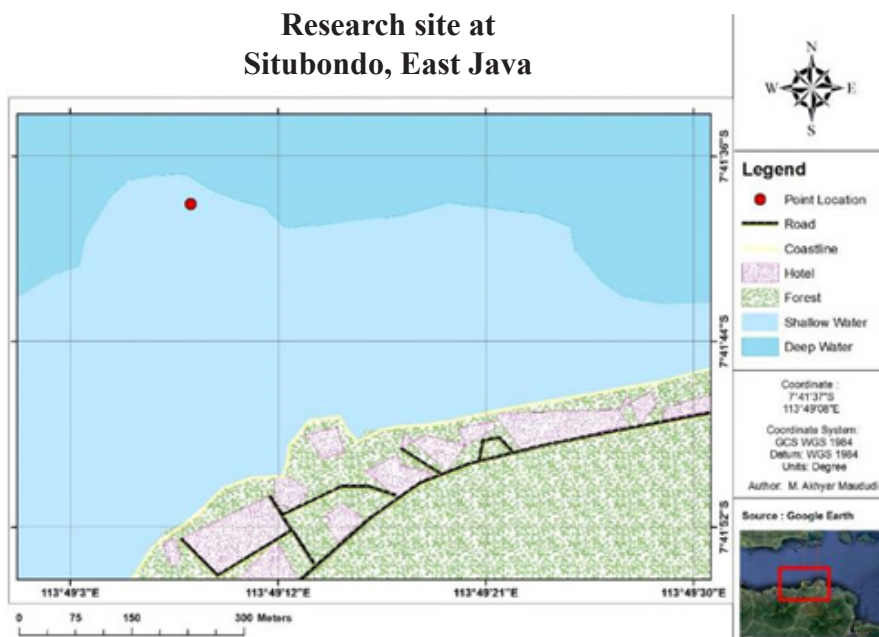 Research site at
Situbondo, East Java
N
W E
S
7°41'36"S
7°41'44"S
7°41'52"S
113°49'3"E 113°49'12"E 113°49'21"E 113°49'30"E
0 75 150 300 Meters
Legend
Point Location
Road
Coastline
Hotel
Forest
Shallow Water
Deep Water
Coordinate :
7°41'37"S
113°49'08"E
Coordinate System:
GCS WGS 1984
Datum: WGS 1984
Units: Degree
Author: M. Akhyar Maududi
Source : Google Earth